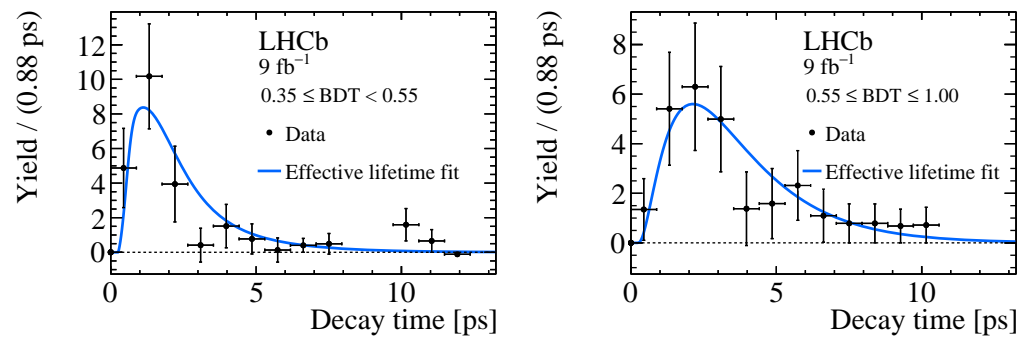 Yield / (0.88 ps)
12
10
8
6
4
2
0
LHCb
9 fb⁻¹
0.35 ≤ BDT < 0.55
Data
Effective lifetime fit
0
5
10
Decay time [ps]
Yield / (0.88 ps)
8
6
4
2
0
LHCb
9 fb⁻¹
0.55 ≤ BDT ≤ 1.00
Data
Effective lifetime fit
0
5
10
Decay time [ps]